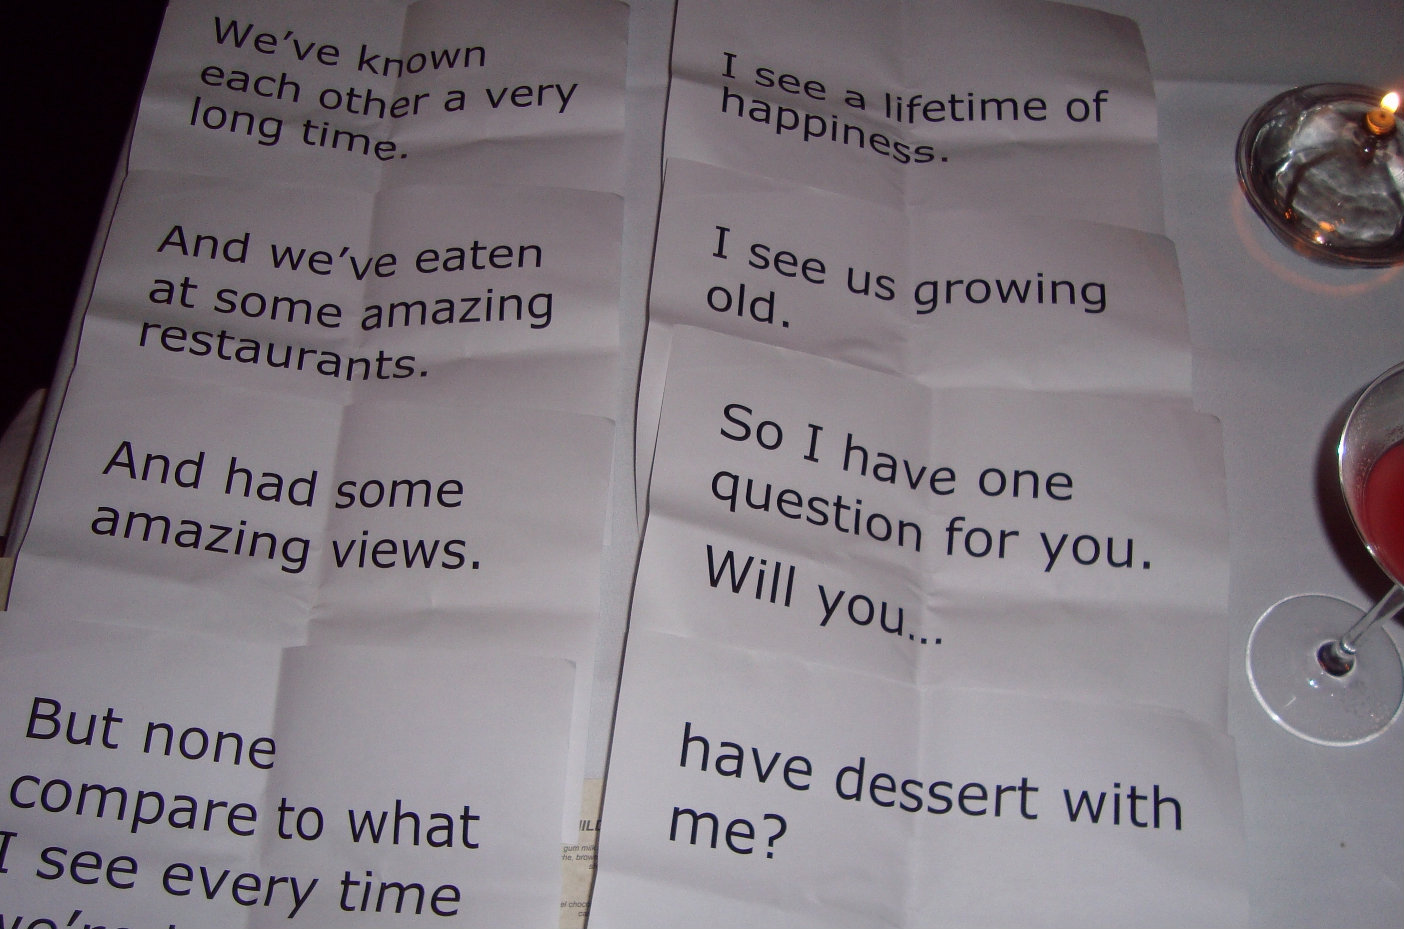 We've known
each other a very
long time.
And we've eaten
at some amazing
restaurants.
And had some
amazing views.
But none
compare to what
I see every time
I see a lifetime of
happiness.
I see us growing
old.
So I have one
question for you.
Will you...
have dessert with
me?
gum milk